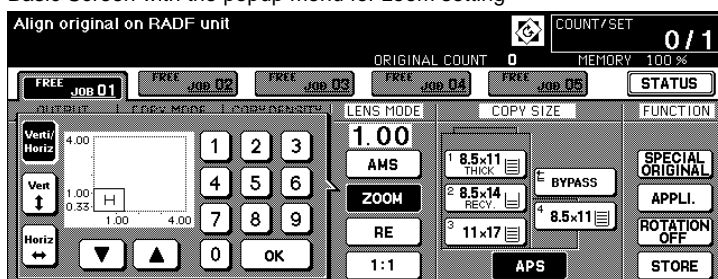 Basic Screen with the popup menu for zoom setting
Align original on RADF unit
COUNT/SET
0/1
ORIGINAL COUNT 0 MEMORY 100 %
FREE JOB 01 FREE JOB 02 FREE JOB 03 FREE JOB 04 FREE JOB 05 STATUS
OUTPUT COPY MODE COPY DENSITY LENS MODE COPY SIZE FUNCTION
Verti/
Horiz
4.00
1.00
0.33
H
1.00 4.00
Vert
Horiz
1 2 3
4 5 6
7 8 9
0 OK
1.00
AMS
ZOOM
RE
1:1
1 8.5x11
THICK
2 8.5x14
RECY.
3 11x17
BYPASS
4 8.5x11
APS
SPECIAL
ORIGINAL
APPLI.
ROTATION
OFF
STORE